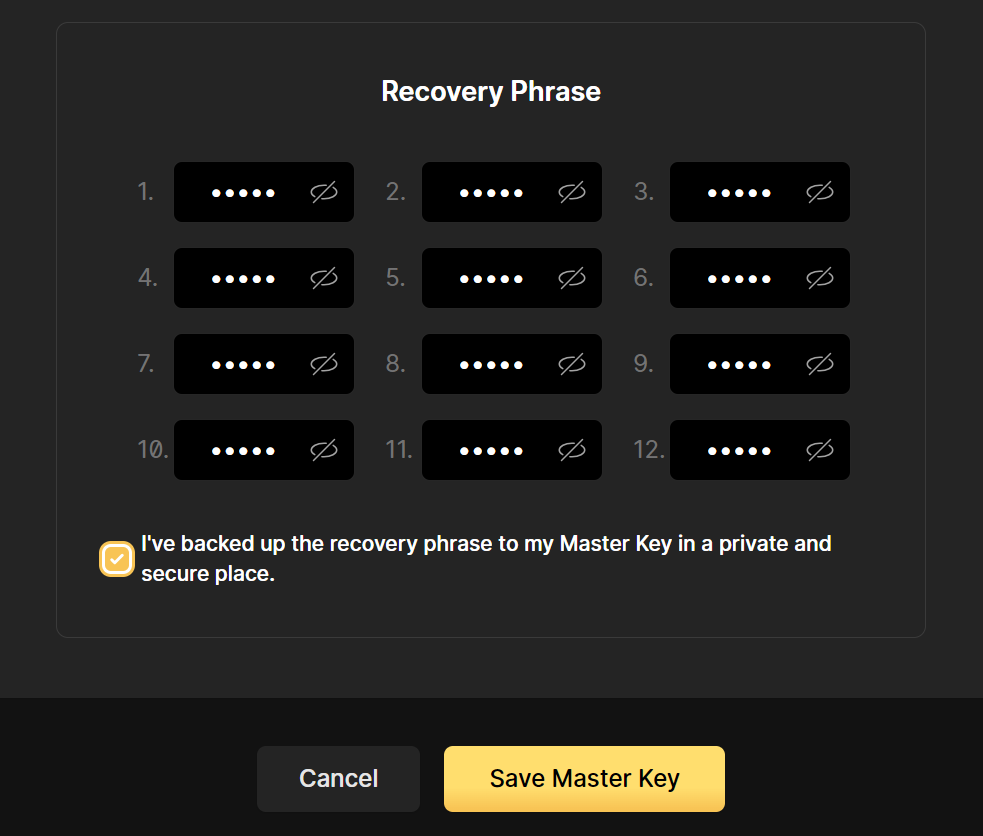 Recovery Phrase
1. ••••• 2. ••••• 3. •••••
4. ••••• 5. ••••• 6. •••••
7. ••••• 8. ••••• 9. •••••
10. ••••• 11. ••••• 12. •••••
I've backed up the recovery phrase to my Master Key in a private and
secure place.
Cancel Save Master Key